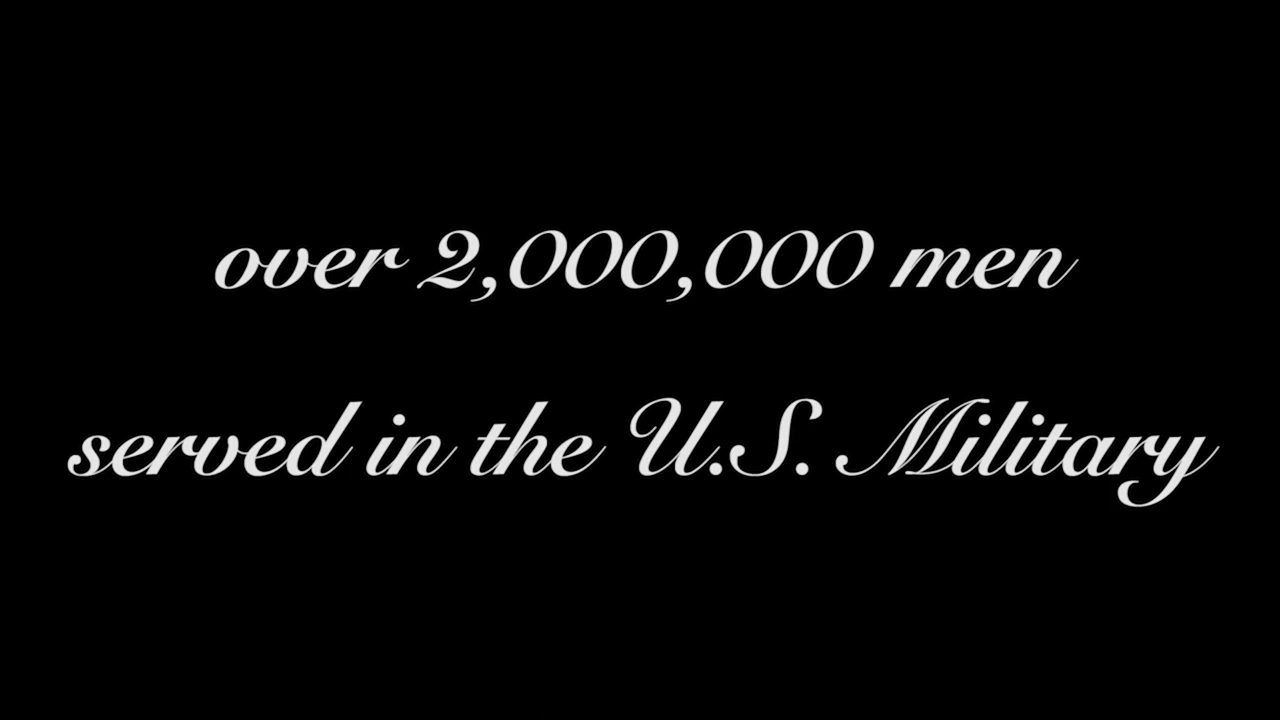 over 2,000,000 men
served in the U.S. Military